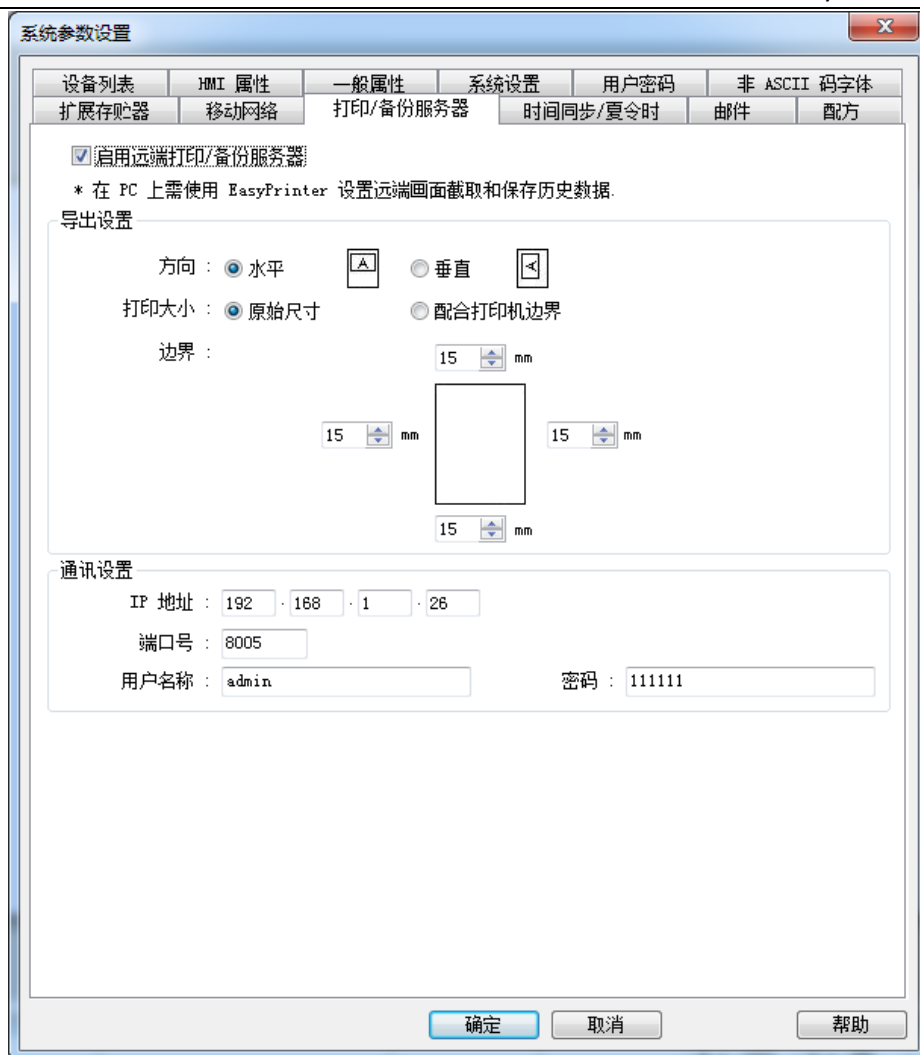 系统参数设置
设备列表 HMI 属性 一般属性 系统设置 用户密码 非 ASCII 码字体
扩展存贮器 移动网络 打印/备份服务器 时间同步/夏令时 邮件 配方
启用远端打印/备份服务器
* 在 PC 上需使用 EasyPrinter 设置远端画面截取和保存历史数据.
导出设置
方向 : 水平 A 垂直 A
打印大小 : 原始尺寸 配合打印机边界
边界 : 15 mm
15 mm 15 mm
15 mm
通讯设置
IP 地址 : 192 . 168 . 1 . 26
端口号 : 8005
用户名称 : admin 密码 : 111111
确定 取消 帮助